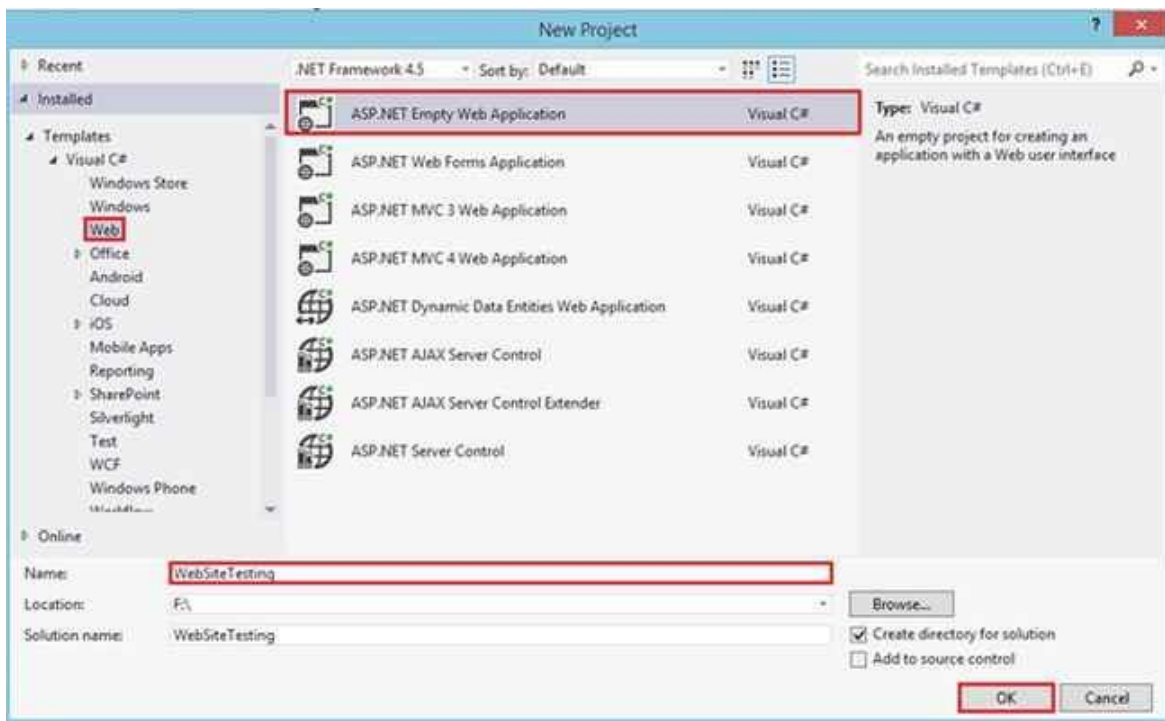 New Project
?
Recent
.NET Framework 4.5
Sort by: Default
Search Installed Templates (Ctrl+E)
Installed
Templates
Visual C#
Windows Store
Windows
Web
Office
Android
Cloud
iOS
Mobile Apps
Reporting
SharePoint
Silverlight
Test
WCF
Windows Phone
Online
ASP.NET Empty Web Application Visual C#
ASP.NET Web Forms Application Visual C#
ASP.NET MVC 3 Web Application Visual C#
ASP.NET MVC 4 Web Application Visual C#
ASP.NET Dynamic Data Entities Web Application Visual C#
ASP.NET AJAX Server Control Visual C#
ASP.NET AJAX Server Control Extender Visual C#
ASP.NET Server Control Visual C#
Type: Visual C#
An empty project for creating an
application with a Web user interface
Name: WebSiteTesting
Location: F:\
Browse...
Solution name: WebSiteTesting
Create directory for solution
Add to source control
OK
Cancel